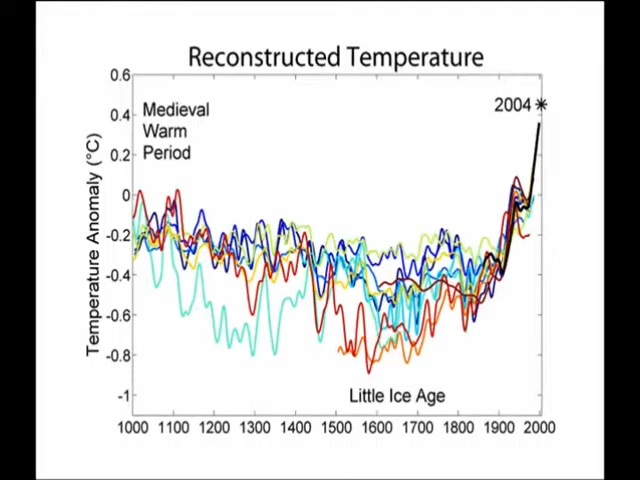 Reconstructed Temperature
0.6
0.4
0.2
0
-0.2
-0.4
-0.6
-0.8
-1
Temperature Anomaly (°C)
Medieval
Warm
Period
2004 *
Little Ice Age
1000 1100 1200 1300 1400 1500 1600 1700 1800 1900 2000